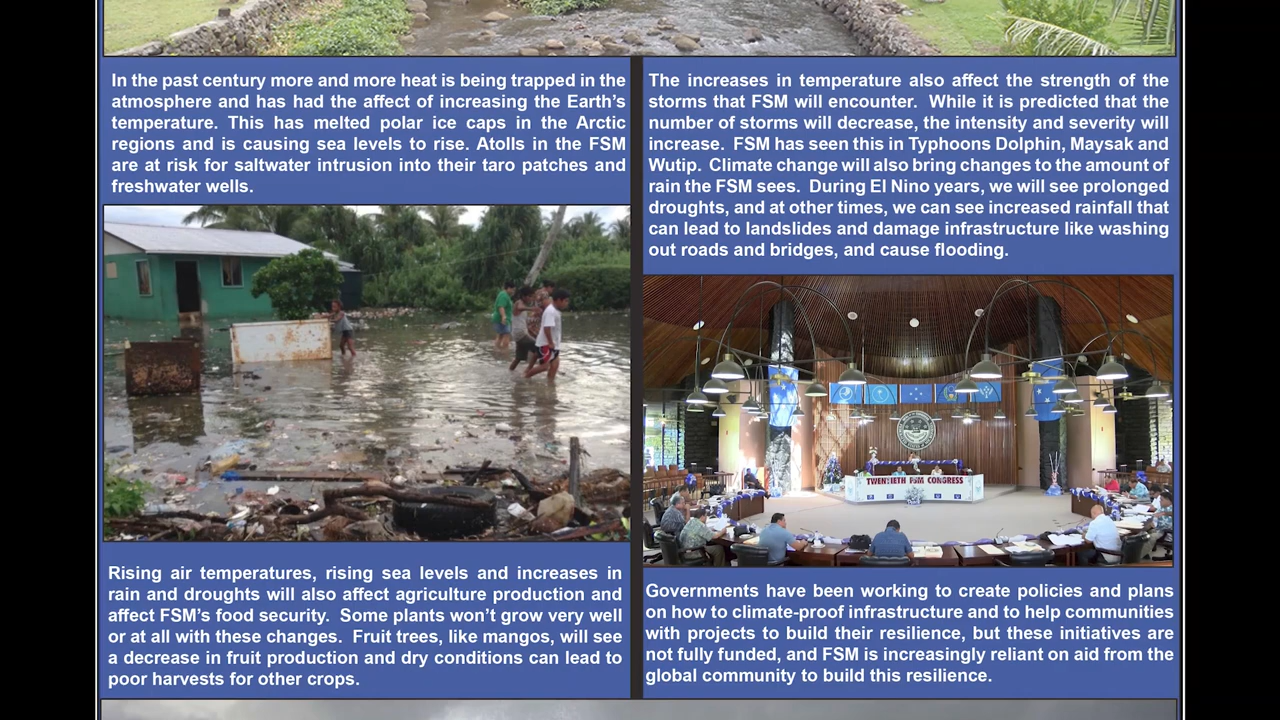 In the past century more and more heat is being trapped in the
atmosphere and has had the affect of increasing the Earth's
temperature. This has melted polar ice caps in the Arctic
regions and is causing sea levels to rise. Atolls in the FSM
are at risk for saltwater intrusion into their taro patches and
freshwater wells.
Rising air temperatures, rising sea levels and increases in
rain and droughts will also affect agriculture production and
affect FSM's food security. Some plants won't grow very well
or at all with these changes. Fruit trees, like mangos, will see
a decrease in fruit production and dry conditions can lead to
poor harvests for other crops.
The increases in temperature also affect the strength of the
storms that FSM will encounter. While it is predicted that the
number of storms will decrease, the intensity and severity will
increase. FSM has seen this in Typhoons Dolphin, Maysak and
Wutip. Climate change will also bring changes to the amount of
rain the FSM sees. During El Nino years, we will see prolonged
droughts, and at other times, we can see increased rainfall that
can lead to landslides and damage infrastructure like washing
out roads and bridges, and cause flooding.
TWENTIETH FSM CONGRESS
Governments have been working to create policies and plans
on how to climate-proof infrastructure and to help communities
with projects to build their resilience, but these initiatives are
not fully funded, and FSM is increasingly reliant on aid from the
global community to build this resilience.